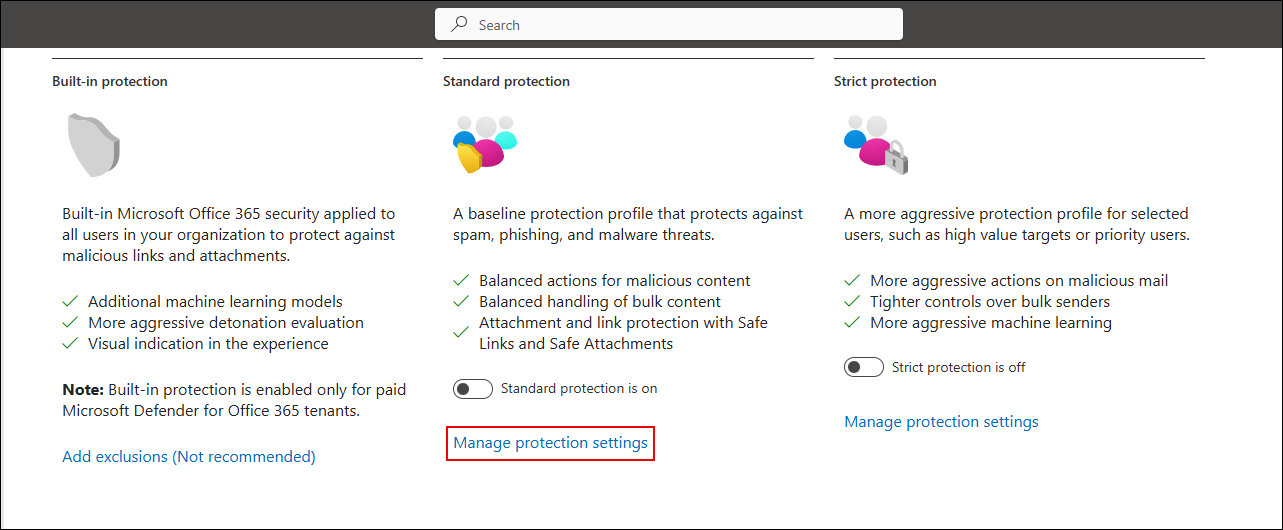 Search
Built-in protection
Built-in Microsoft Office 365 security applied to
all users in your organization to protect against
malicious links and attachments.
Additional machine learning models
More aggressive detonation evaluation
Visual indication in the experience
Note: Built-in protection is enabled only for paid
Microsoft Defender for Office 365 tenants.
Add exclusions (Not recommended)
Standard protection
A baseline protection profile that protects against
spam, phishing, and malware threats.
Balanced actions for malicious content
Balanced handling of bulk content
Attachment and link protection with Safe
Links and Safe Attachments
Standard protection is on
Manage protection settings
Strict protection
A more aggressive protection profile for selected
users, such as high value targets or priority users.
More aggressive actions on malicious mail
Tighter controls over bulk senders
More aggressive machine learning
Strict protection is off
Manage protection settings